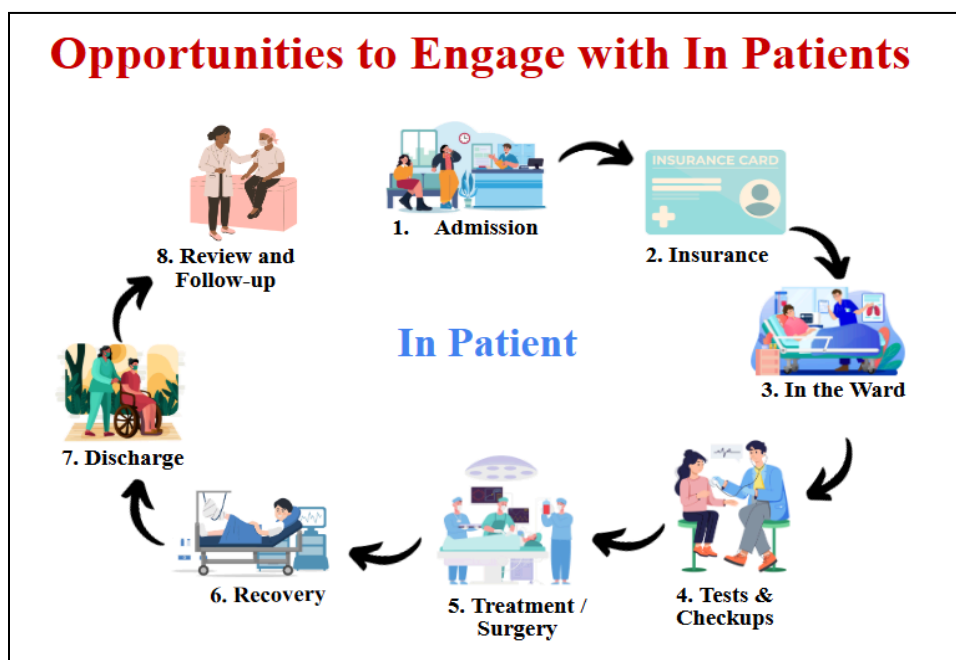 Opportunities to Engage with In Patients
1. Admission
INSURANCE CARD
2. Insurance
3. In the Ward
4. Tests &
Checkups
5. Treatment /
Surgery
6. Recovery
7. Discharge
8. Review and
Follow-up
In Patient